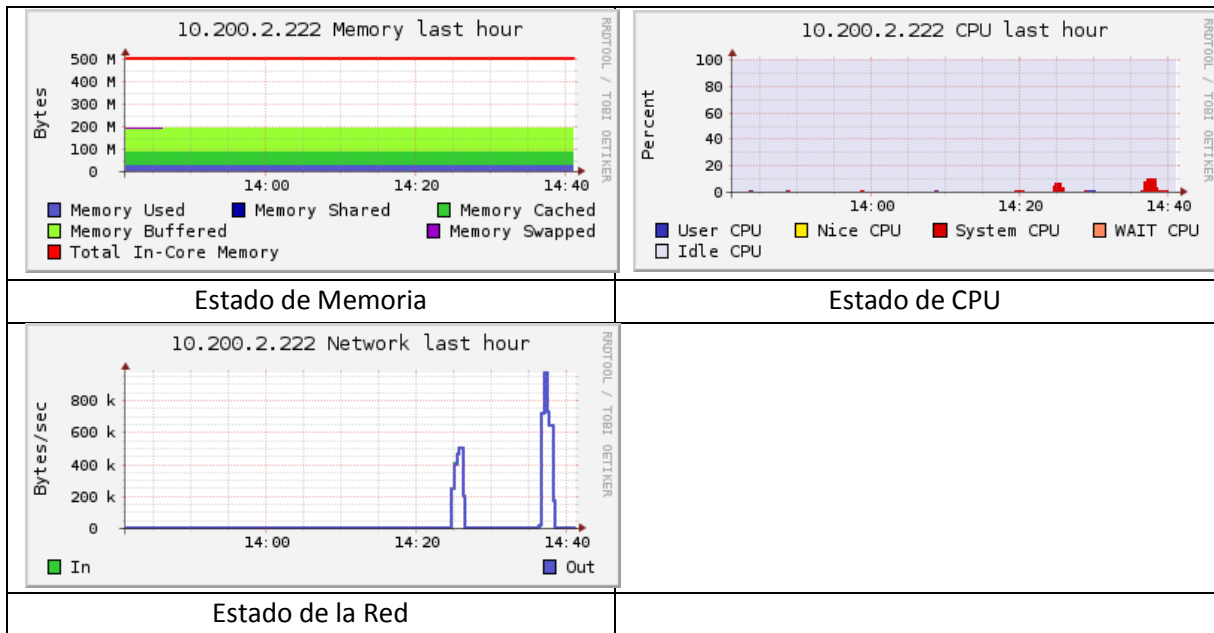 10.200.2.222 Memory last hour
RRDTOOL / TOBI OETIKER
Bytes
500 M
400 M
300 M
200 M
100 M
0
14:00 14:20 14:40
Memory Used Memory Shared Memory Cached
Memory Buffered Memory Swapped
Total In-Core Memory
10.200.2.222 CPU last hour
RRDTOOL / TOBI OETIKER
Percent
100
80
60
40
20
0
14:00 14:20 14:40
User CPU Nice CPU System CPU WAIT CPU
Idle CPU
Estado de Memoria
Estado de CPU
10.200.2.222 Network last hour
RRDTOOL / TOBI OETIKER
Bytes/sec
800 k
600 k
400 k
200 k
0
14:00 14:20 14:40
In Out
Estado de la Red